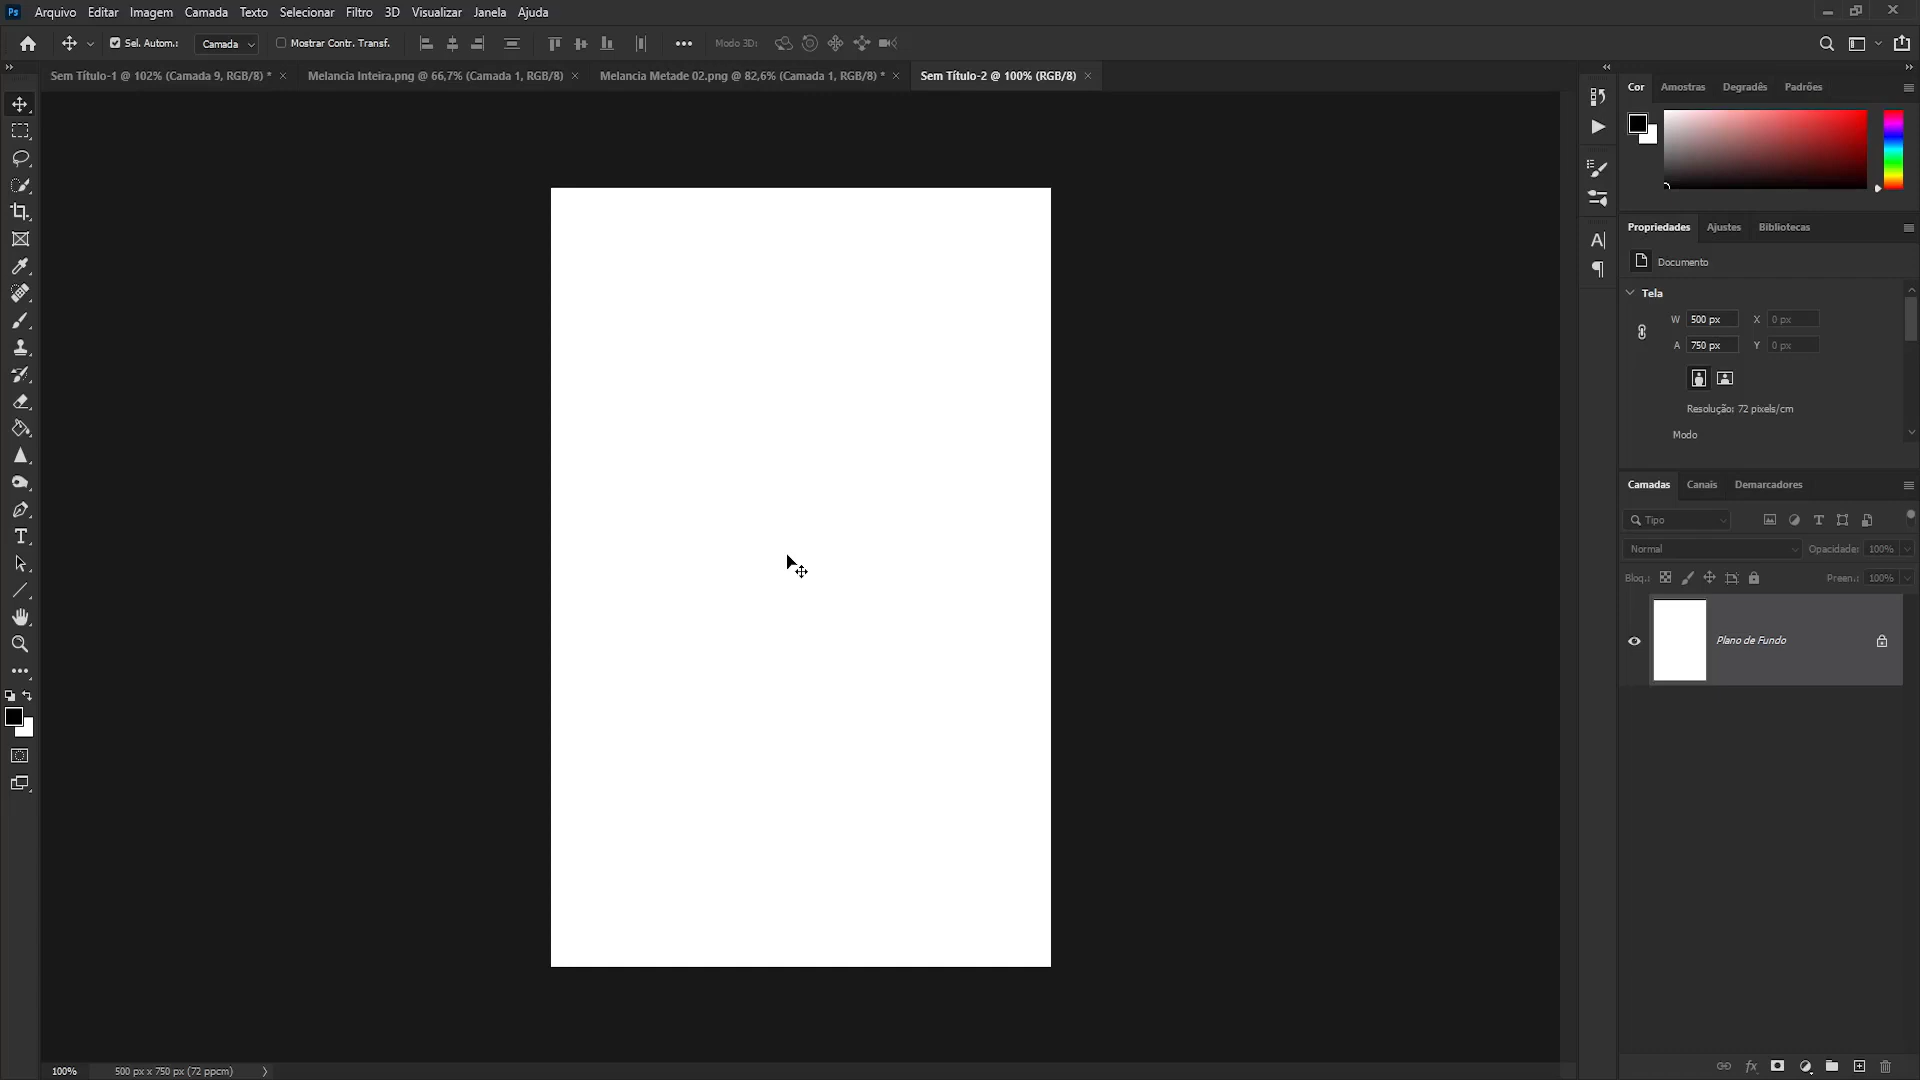 Ps Arquivo Editar Imagem Camada Texto Selecionar Filtro 3D Visualizar Janela Ajuda
Sel. Autom.: Camada Mostrar Contr. Transf. Modo 3D:
Sem Título-1 @ 102% (Camada 9, RGB/8) * Melancia Inteira.png @ 66,7% (Camada 1, RGB/8) Melancia Metade 02.png @ 82,6% (Camada 1, RGB/8) * Sem Título-2 @ 100% (RGB/8)
Cor Amostras Degradês Padrões
Propriedades Ajustes Bibliotecas
Documento
Tela
W 500 px X 0 px
A 750 px Y 0 px
Resolução: 72 pixels/cm
Modo
Camadas Canais Demarcadores
Tipo
Normal Opacidade: 100%
Bloq.: Preen.: 100%
Plano de Fundo
100% 500 px x 750 px (72 ppcm)